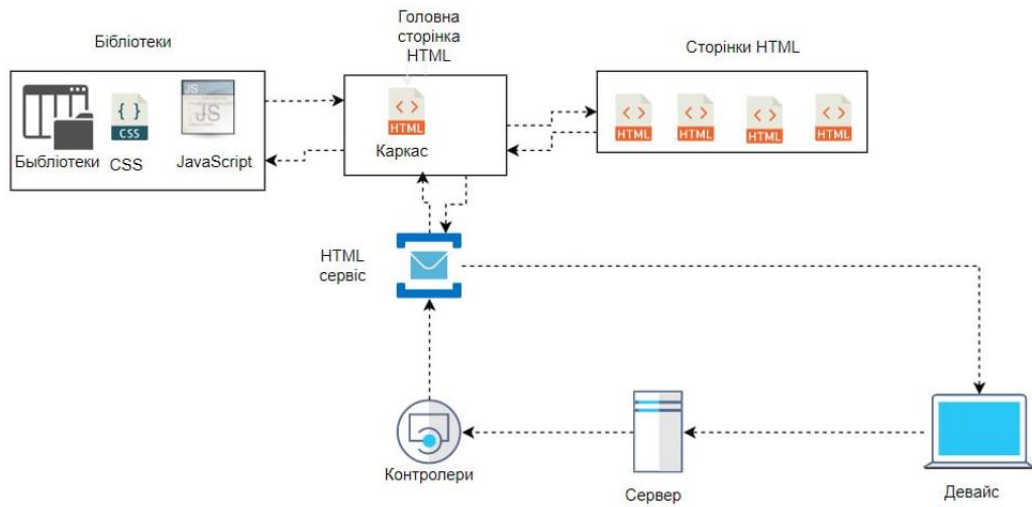 Головна
сторінка
HTML
Бібліотеки
Сторінки HTML
JS
JS
{ }
CSS
< >
HTML
< >
HTML
< >
HTML
< >
HTML
< >
HTML
Быбліотеки
CSS
JavaScript
Каркас
HTML
сервіс
Контролери
Сервер
Девайс